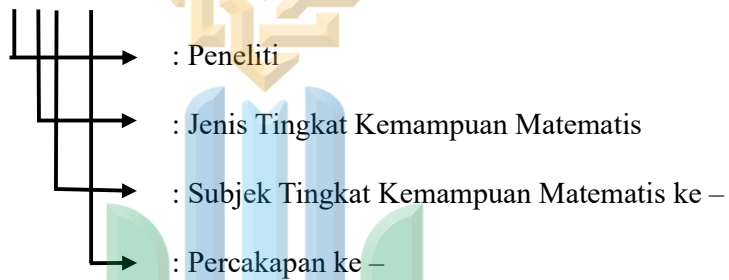 : Peneliti
: Jenis Tingkat Kemampuan Matematis
: Subjek Tingkat Kemampuan Matematis ke –
: Percakapan ke –